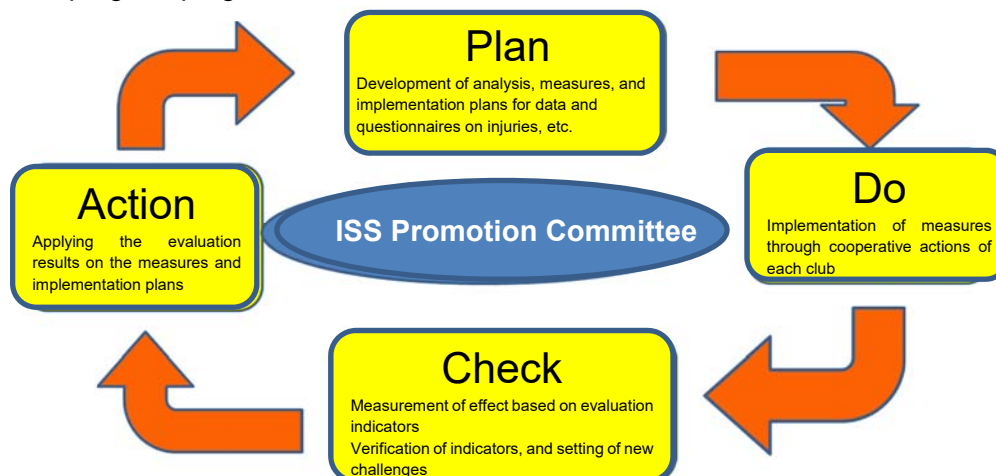 Plan
Development of analysis, measures, and
implementation plans for data and
questionnaires on injuries, etc.
Action
Applying the evaluation
results on the measures and
implementation plans
ISS Promotion Committee
Do
Implementation of measures
through cooperative actions of
each club
Check
Measurement of effect based on evaluation
indicators
Verification of indicators, and setting of new
challenges